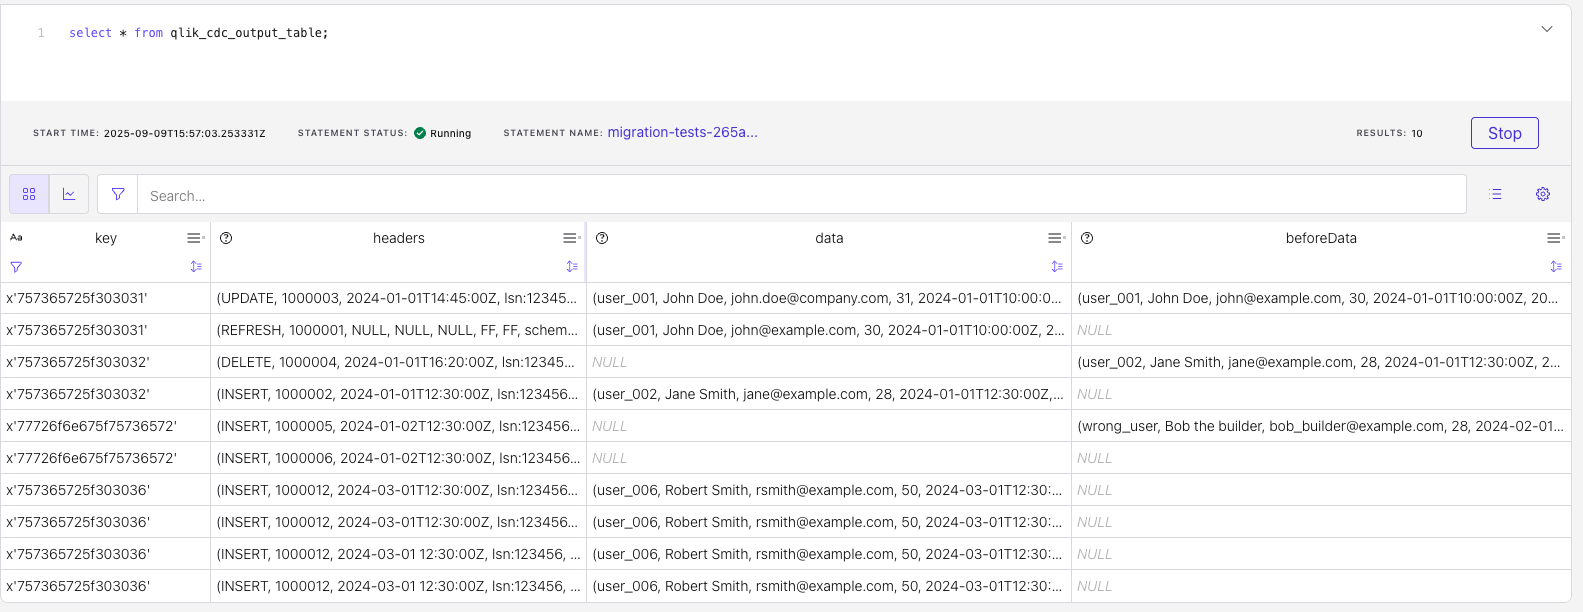 1 select * from qlik_cdc_output_table;
START TIME: 2025-09-09T15:57:03.253331Z STATEMENT STATUS: Running STATEMENT NAME: migration-tests-265a... RESULTS: 10 Stop
Search...
Aa key headers data beforeData
x'757365725f303031' (UPDATE, 1000003, 2024-01-01T14:45:00Z, lsn:12345... (user_001, John Doe, john.doe@company.com, 31, 2024-01-01T10:00:0... (user_001, John Doe, john@example.com, 30, 2024-01-01T10:00:00Z, 20...
x'757365725f303031' (REFRESH, 1000001, NULL, NULL, NULL, FF, FF, schem... (user_001, John Doe, john@example.com, 30, 2024-01-01T10:00:00Z, 2... NULL
x'757365725f303032' (DELETE, 1000004, 2024-01-01T16:20:00Z, lsn:12345... NULL (user_002, Jane Smith, jane@example.com, 28, 2024-01-01T12:30:00Z, 2...
x'757365725f303032' (INSERT, 1000002, 2024-01-01T12:30:00Z, lsn:123456... (user_002, Jane Smith, jane@example.com, 28, 2024-01-01T12:30:00Z,... NULL
x'77726f6e675f75736572' (INSERT, 1000005, 2024-01-02T12:30:00Z, lsn:123456... NULL (wrong_user, Bob the builder, bob_builder@example.com, 28, 2024-02-01...
x'77726f6e675f75736572' (INSERT, 1000006, 2024-01-02T12:30:00Z, lsn:123456... NULL NULL
x'757365725f303036' (INSERT, 1000012, 2024-03-01T12:30:00Z, lsn:123456... (user_006, Robert Smith, rsmith@example.com, 50, 2024-03-01T12:30:... NULL
x'757365725f303036' (INSERT, 1000012, 2024-03-01T12:30:00Z, lsn:123456... (user_006, Robert Smith, rsmith@example.com, 50, 2024-03-01T12:30:... NULL
x'757365725f303036' (INSERT, 1000012, 2024-03-01 12:30:00Z, lsn:123456, ... (user_006, Robert Smith, rsmith@example.com, 50, 2024-03-01T12:30:... NULL
x'757365725f303036' (INSERT, 1000012, 2024-03-01 12:30:00Z, lsn:123456, ... (user_006, Robert Smith, rsmith@example.com, 50, 2024-03-01T12:30:... NULL